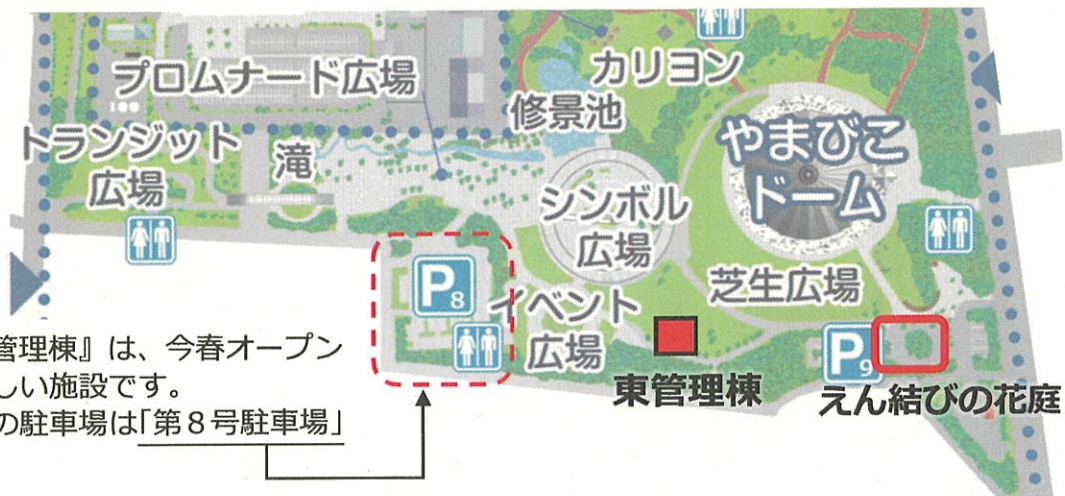 プロムナード広場
カリヨン
修景池
トランジット
広場
滝
やまびこ
ドーム
シンボル
広場
芝生広場
P8
イベント
広場
P9
東管理棟
えん結びの花庭
管理棟』は、今春オープン
しい施設です。
の駐車場は「第８号駐車場」